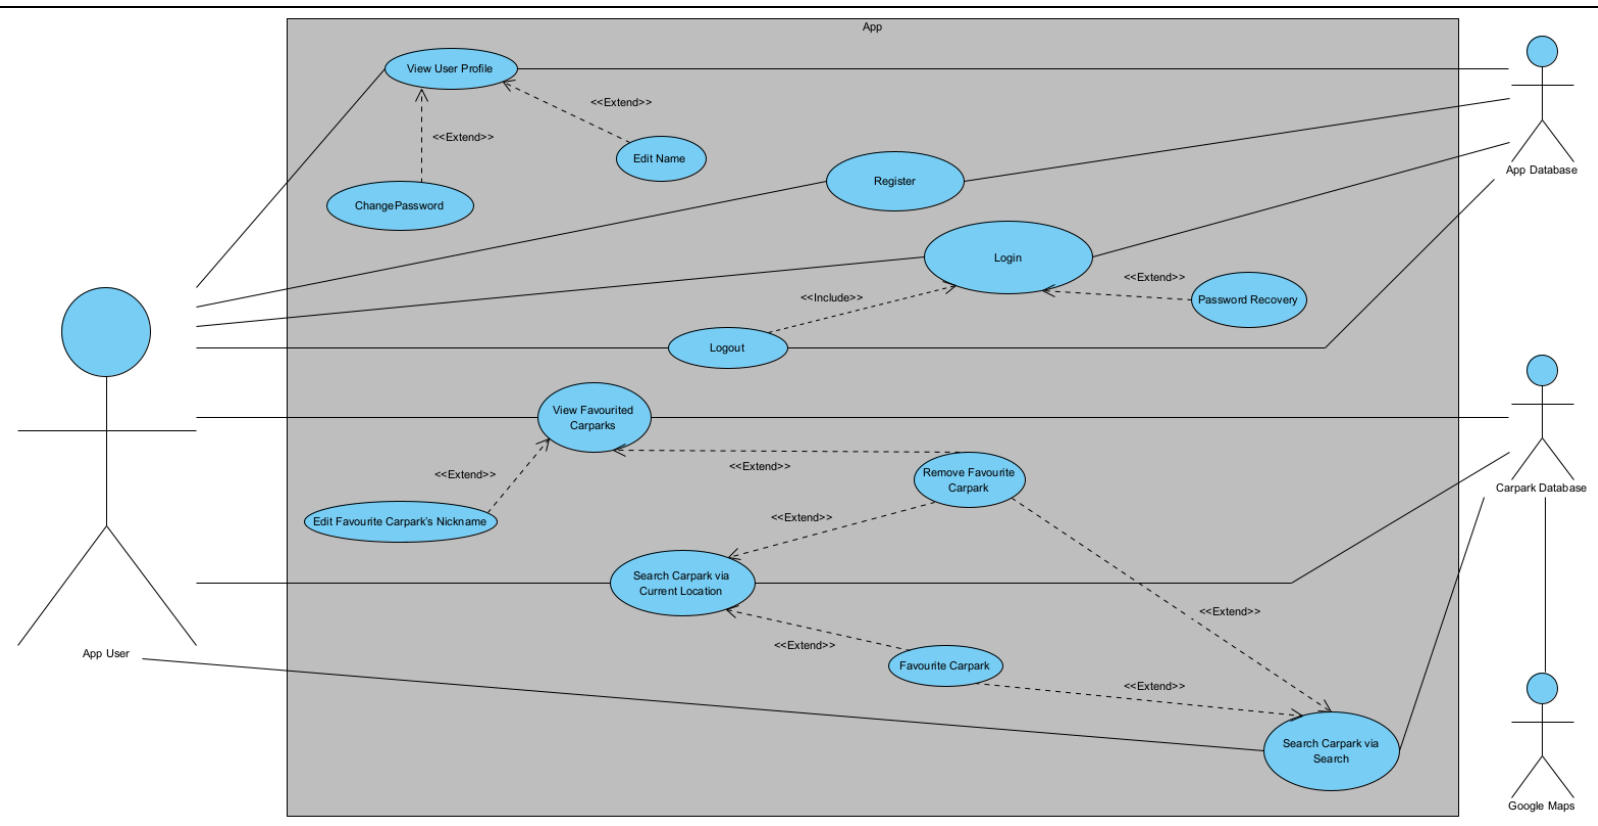 App
View User Profile
<<Extend>>
<<Extend>>
Edit Name
ChangePassword
Register
App Database
Login
<<Extend>>
<<Include>>
Password Recovery
Logout
View Favourited
Carparks
<<Extend>>
<<Extend>>
Remove Favourite
Carpark
Carpark Database
Edit Favourite Carpark's Nickname
<<Extend>>
Search Carpark via
Current Location
<<Extend>>
<<Extend>>
App User
Favourite Carpark
<<Extend>>
Search Carpark via
Search
Google Maps